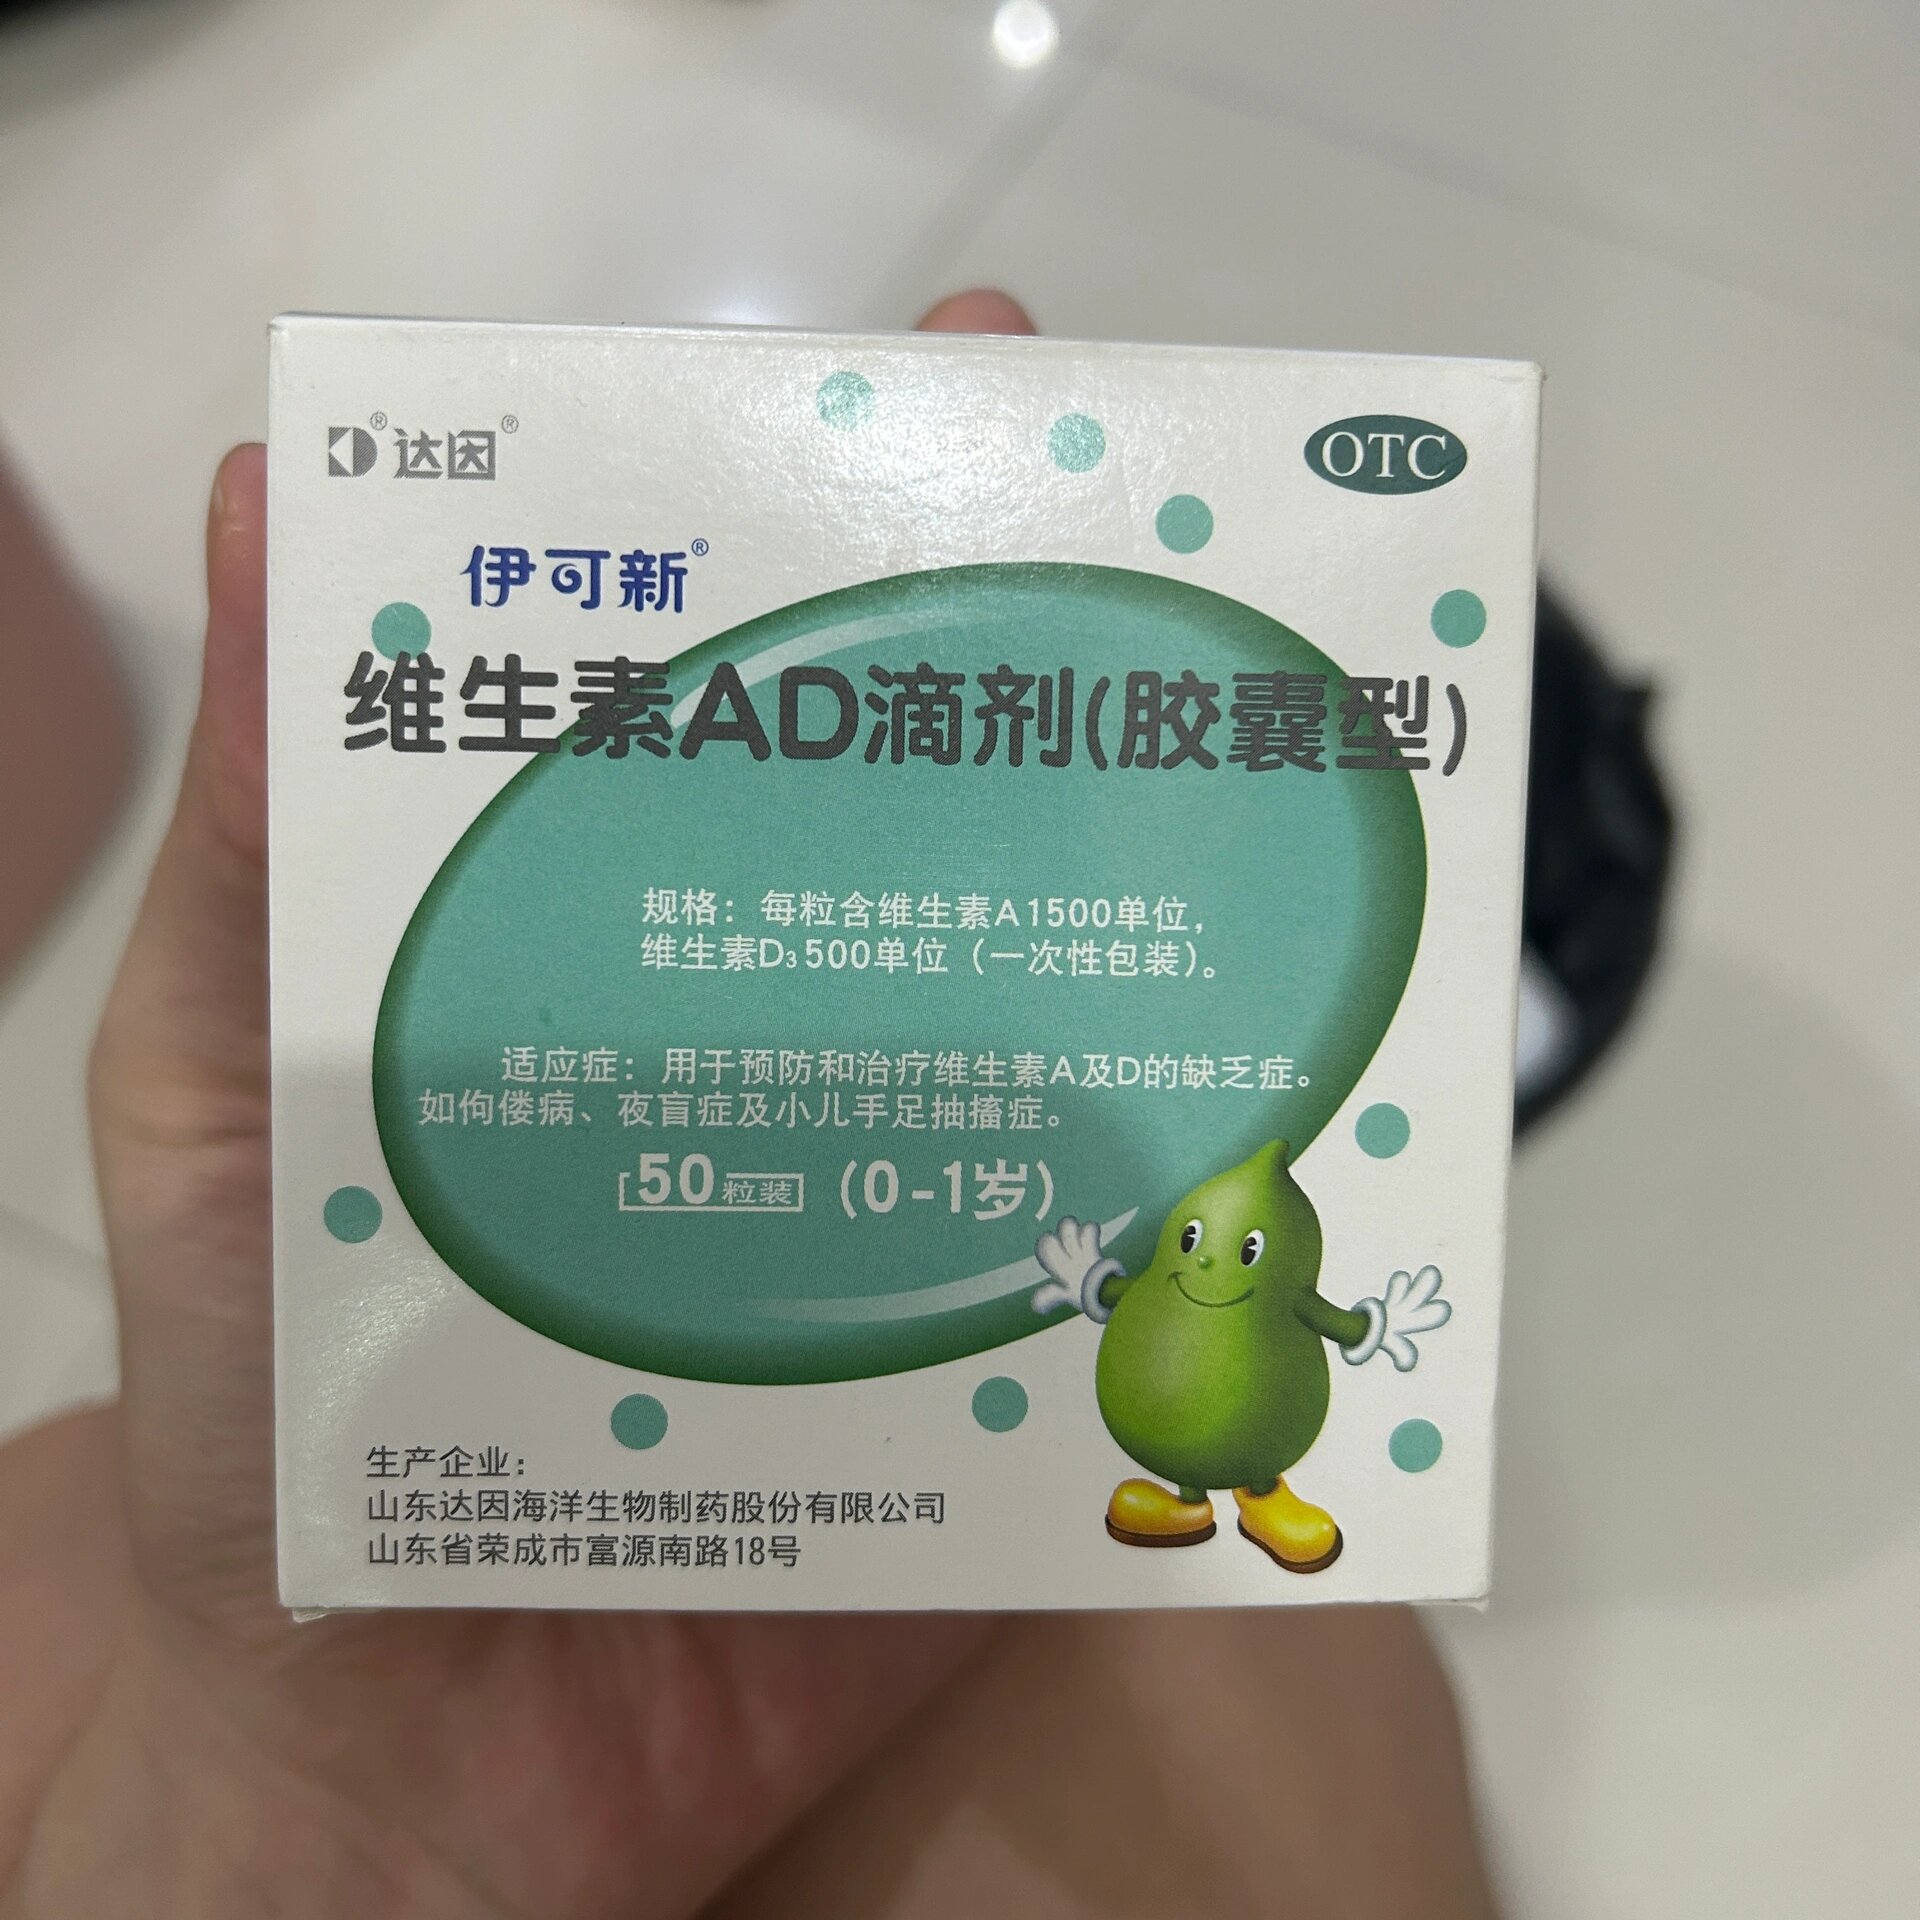 达因® OTC
伊可新®
维生素AD滴剂(胶囊型)
规格：每粒含维生素A1500单位，
维生素D₃500单位（一次性包装）。
适应症：用于预防和治疗维生素A及D的缺乏症。
如佝偻病、夜盲症及小儿手足抽搐症。
50粒装 (0-1岁)
生产企业：
山东达因海洋生物制药股份有限公司
山东省荣成市富源南路18号